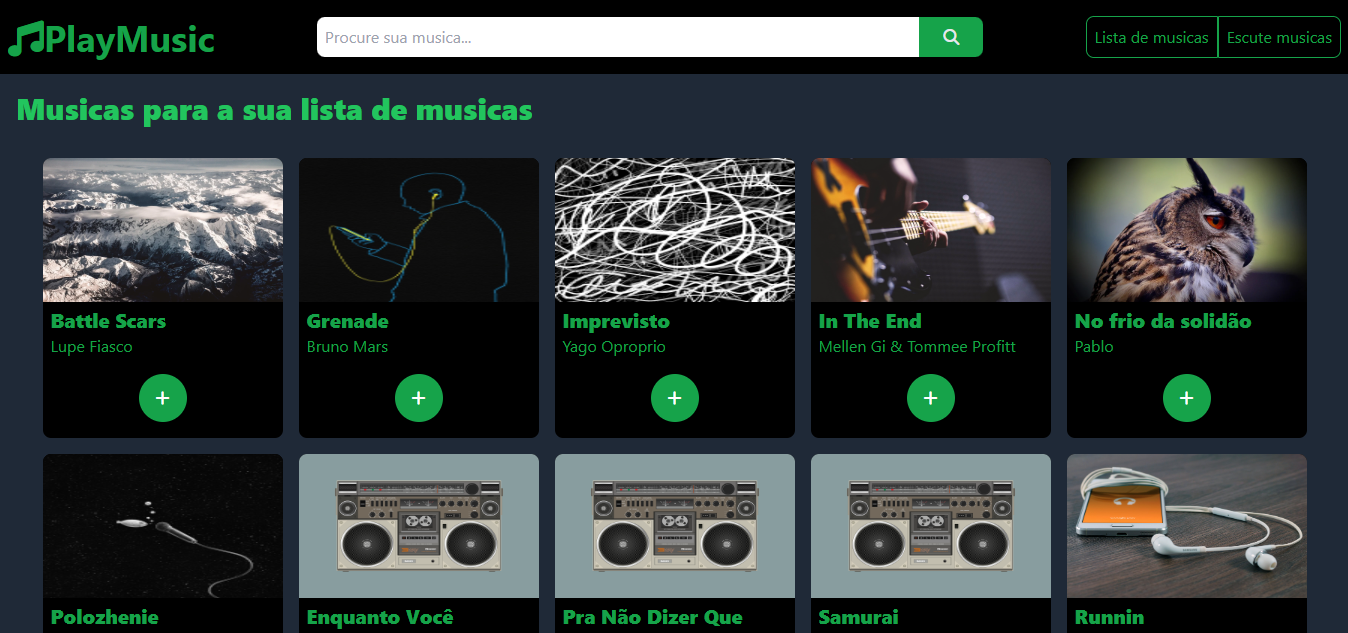 PlayMusic
Procure sua musica...
Lista de musicas
Escute musicas
Musicas para a sua lista de musicas
Battle Scars
Lupe Fiasco
+
Grenade
Bruno Mars
+
Imprevisto
Yago Oproprio
+
In The End
Mellen Gi & Tommee Profitt
+
No frio da solidão
Pablo
+
Polozhenie
Enquanto Você
Pra Não Dizer Que
Samurai
Runnin